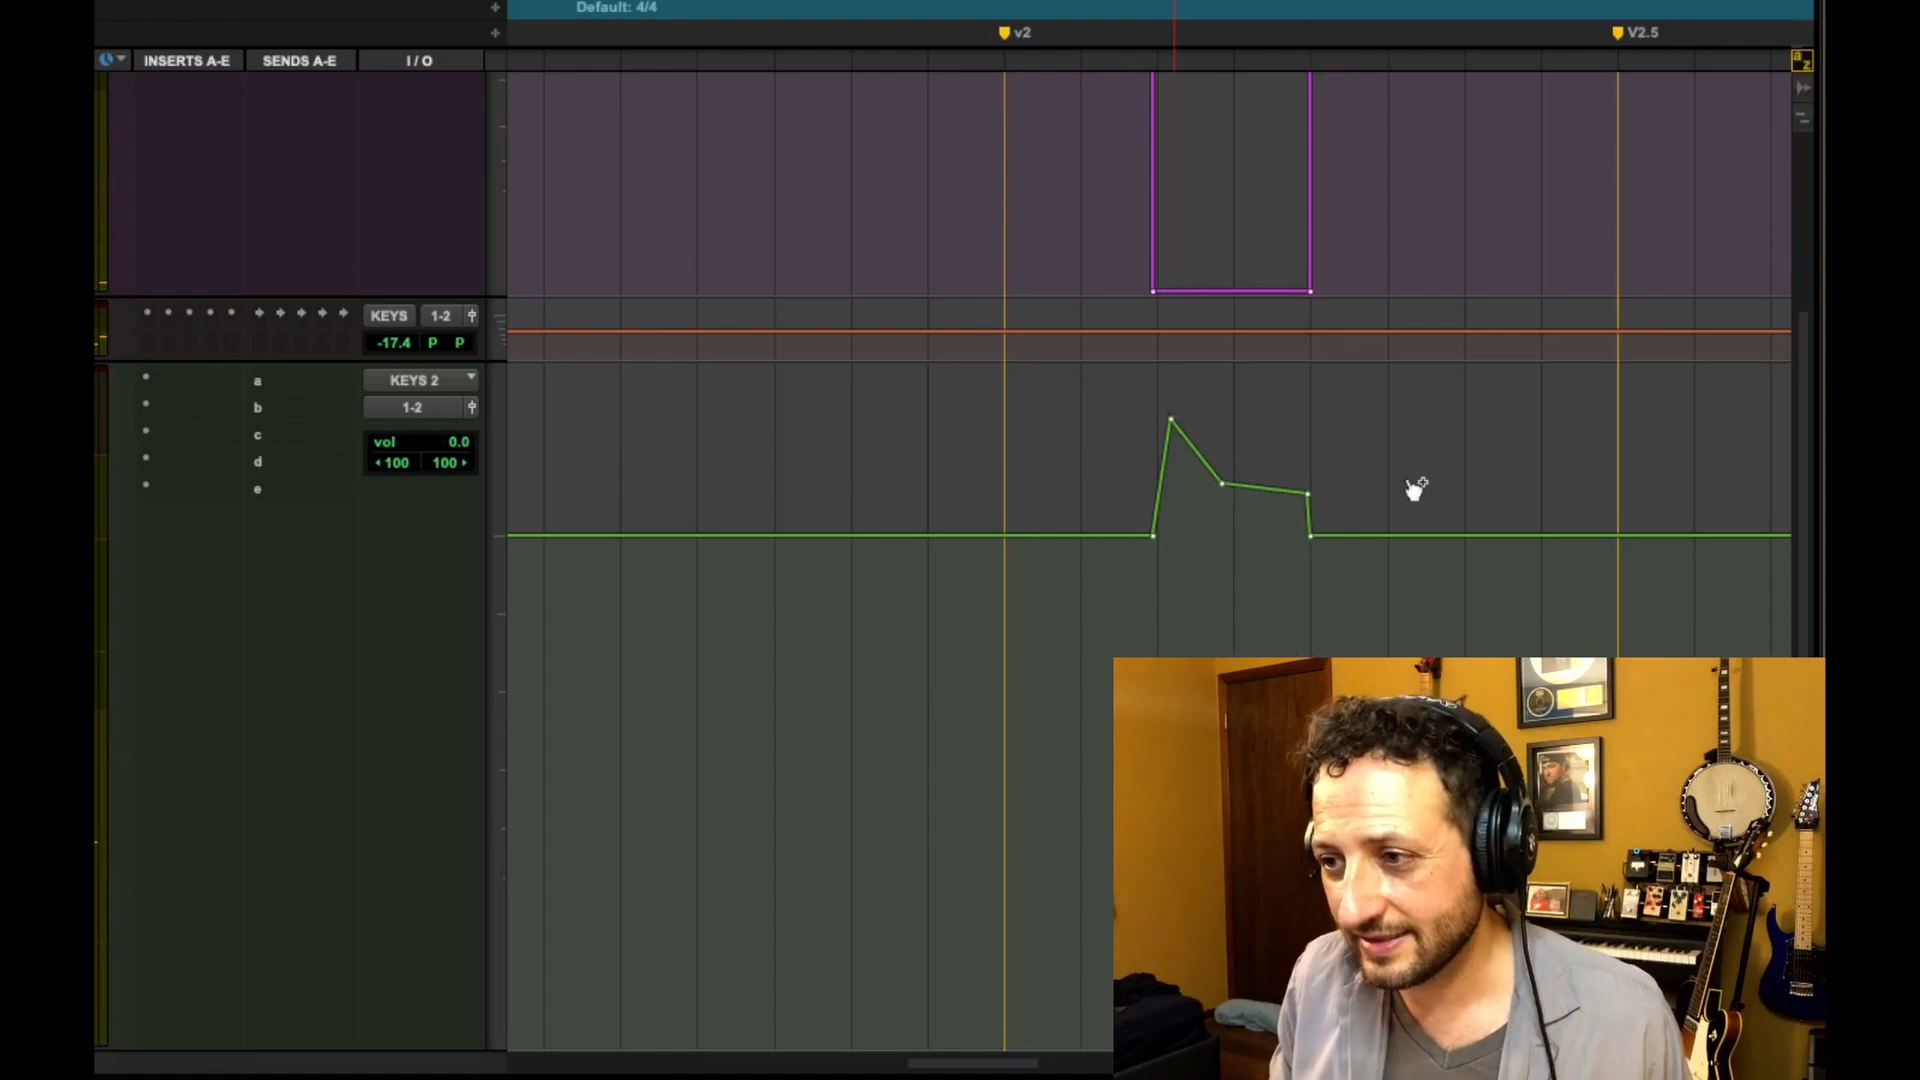 Default: 4/4
v2
V2.5
INSERTS A-E
SENDS A-E
I / O
a
z
KEYS
1-2
-17.4
P
P
a
KEYS 2
b
1-2
c
vol
0.0
100
100
d
e